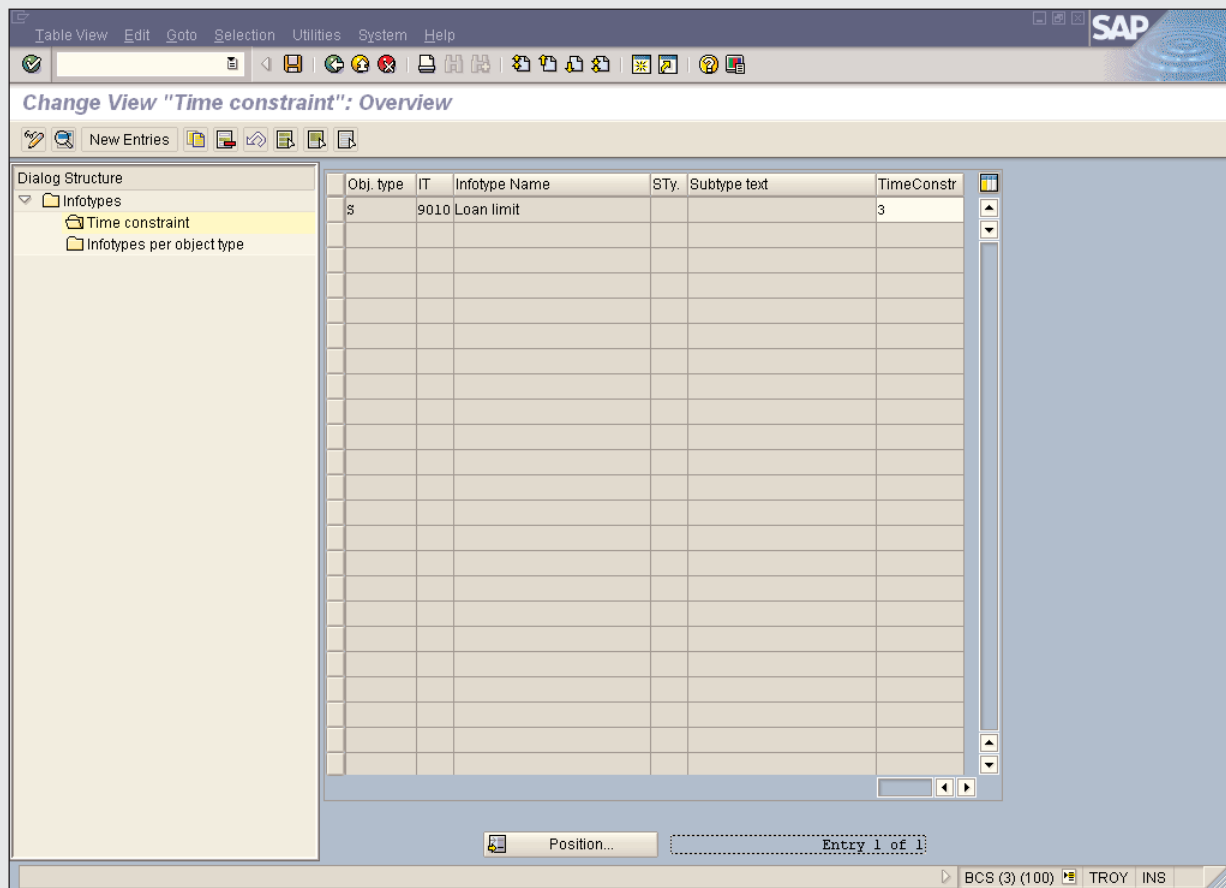 Table View Edit Goto Selection Utilities System Help
SAP
Change View "Time constraint": Overview
New Entries
Dialog Structure
Infotypes
Time constraint
Infotypes per object type
Obj. type IT Infotype Name STy. Subtype text TimeConstr
S 9010 Loan limit 3
Position... Entry 1 of 1
BCS (3) (100) TROY INS